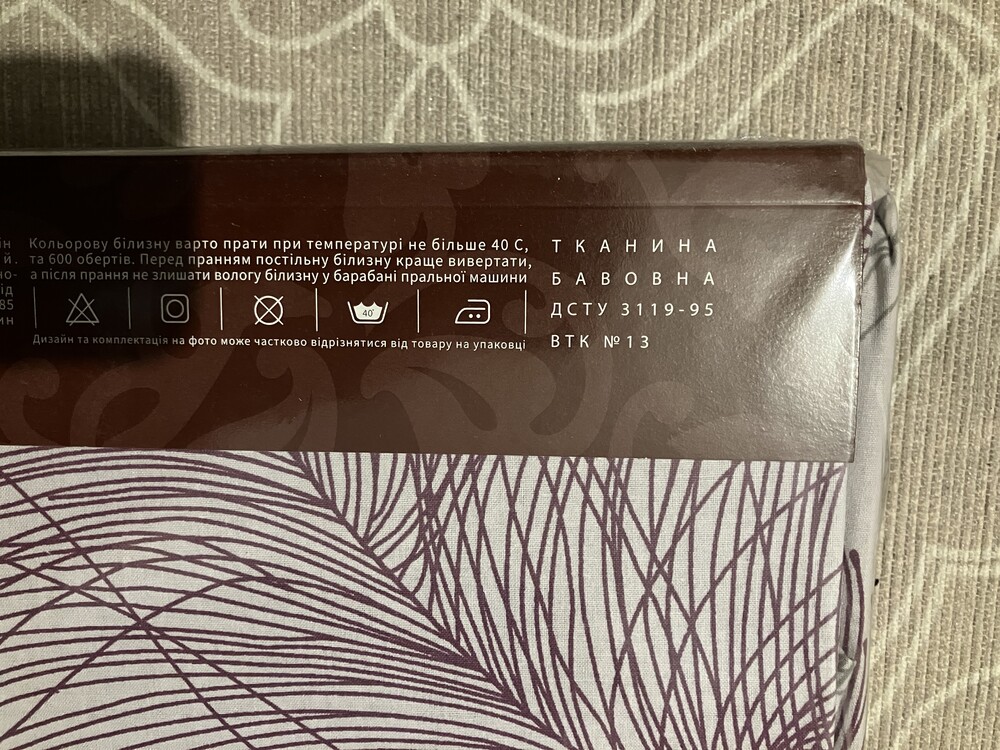 Кольорову білизну варто прати при температурі не більше 40 С,
та 600 обертів. Перед пранням постільну білизну краще вивертати,
а після прання не злишати вологу білизну у барабані пральної машини
40°
Дизайн та комплектація на фото може частково відрізнятися від товару на упаковці
ТКАНИНА
БАВОВНА
ДСТУ 3119-95
ВТК №13